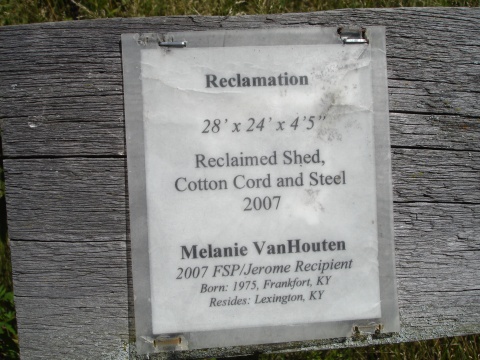 Reclamation
28' x 24' x 4'5"
Reclaimed Shed,
Cotton Cord and Steel
2007
Melanie VanHouten
2007 FSP/Jerome Recipient
Born: 1975, Frankfort, KY
Resides: Lexington, KY